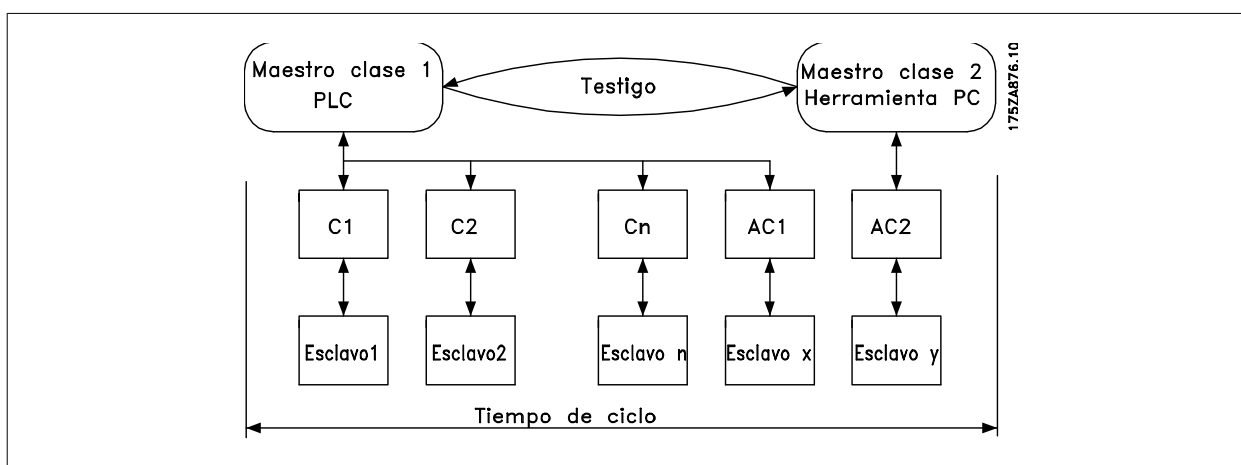 Maestro clase 1
PLC
Testigo
Maestro clase 2
Herramienta PC
175ZA876.10
C1
C2
Cn
AC1
AC2
Esclavo1
Esclavo2
Esclavo n
Esclavo x
Esclavo y
Tiempo de ciclo